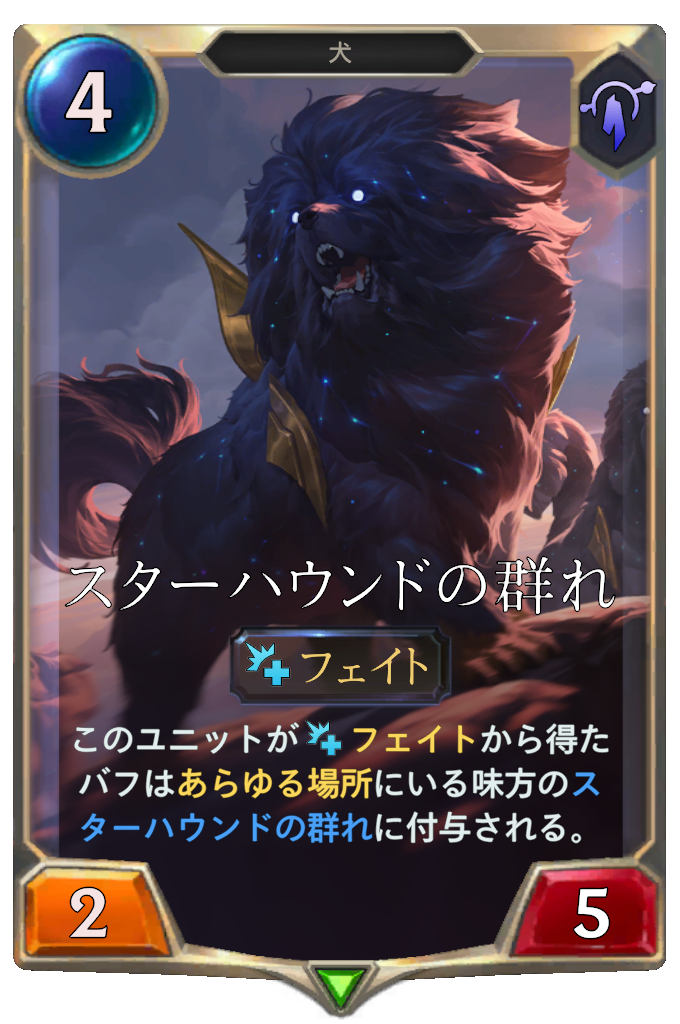 犬
4
スターハウンドの群れ
フェイト
このユニットがフェイトから得た
バフはあらゆる場所にいる味方のス
ターハウンドの群れに付与される。
2
5